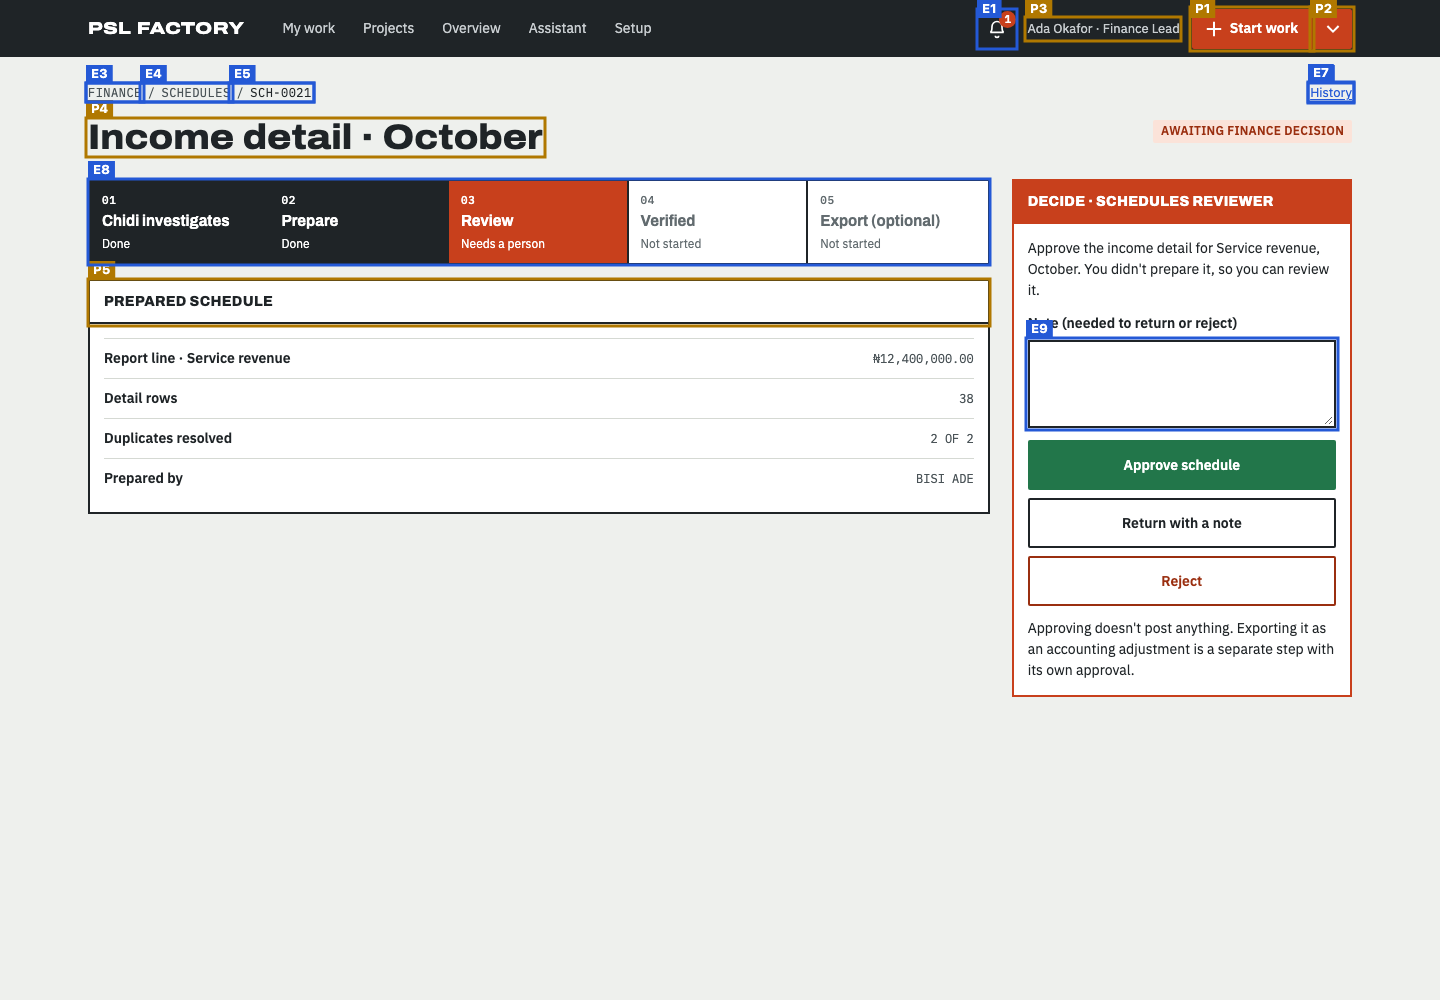 PSL FACTORY My work Projects Overview Assistant Setup E1 1 P3 Ada Okafor · Finance Lead P1 Start work P2
E3 E4 E5 E7
FINANCE / SCHEDULES / SCH-0021 History
P4
Income detail · October AWAITING FINANCE DECISION
E8
01 02 03 04 05
Chidi investigates Prepare Review Verified Export (optional)
Done Done Needs a person Not started Not started
P5
PREPARED SCHEDULE
Report line · Service revenue ₦12,400,000.00
Detail rows 38
Duplicates resolved 2 OF 2
Prepared by BISI ADE
DECIDE · SCHEDULES REVIEWER
Approve the income detail for Service revenue,
October. You didn't prepare it, so you can review
it.
Note (needed to return or reject)
E9
Approve schedule
Return with a note
Reject
Approving doesn't post anything. Exporting it as
an accounting adjustment is a separate step with
its own approval.